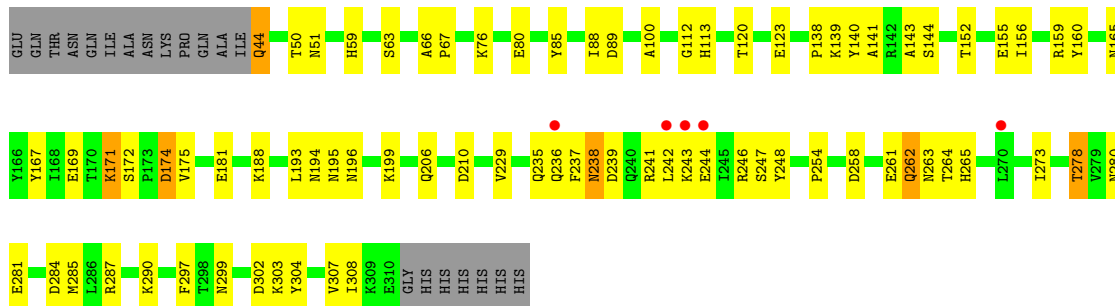 GLU GLN THR ASN GLN ILE ALA ASN LYS PRO GLN ALA ILE Q44 T50 N51 H59 S63 A66 P67 K76 E80 Y85 I88 D89 A100 G112 H113 T120 E123 P138 K139 Y140 A141 R142 A143 S144 T152 E155 I156 R159 Y160 N165
Y166 Y167 I168 E169 T170 K171 S172 P173 D174 V175 E181 K188 L193 N194 N195 N196 K199 Q206 D210 V229 Q235 Q236 F237 N238 D239 Q240 R241 L242 K243 E244 I245 R246 S247 Y248 P254 D258 E261 Q262 N263 T264 H265 L270 I273 T278 V279 N280
E281 D284 M285 L286 R287 K290 F297 T298 N299 D302 K303 Y304 V307 I308 K309 E310 GLY HIS HIS HIS HIS HIS HIS